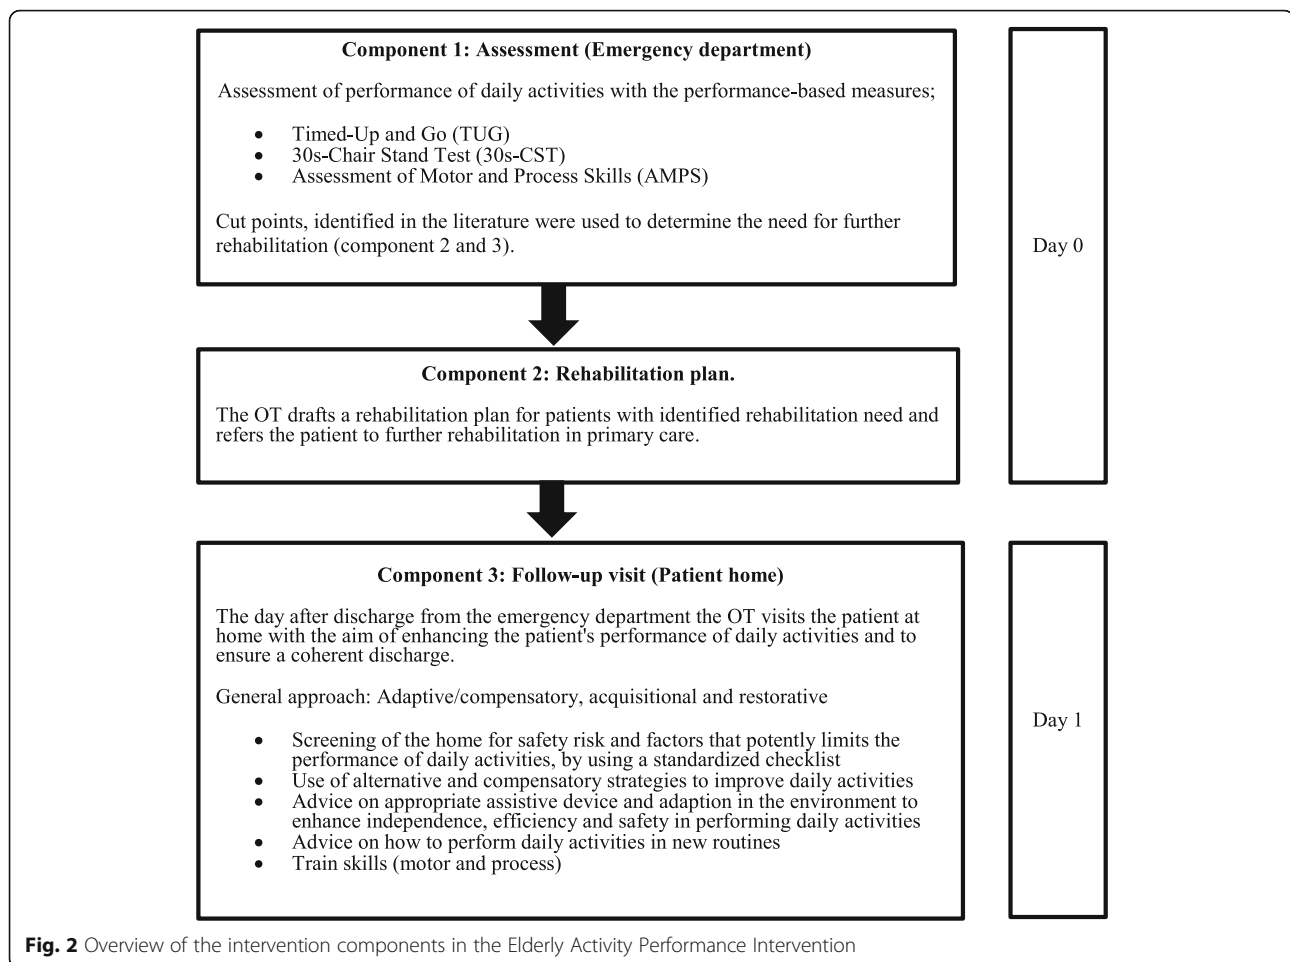 Component 1: Assessment (Emergency department)
Assessment of performance of daily activities with the performance-based measures;
• Timed-Up and Go (TUG)
• 30s-Chair Stand Test (30s-CST)
• Assessment of Motor and Process Skills (AMPS)
Cut points, identified in the literature were used to determine the need for further
rehabilitation (component 2 and 3).
Day 0
Component 2: Rehabilitation plan.
The OT drafts a rehabilitation plan for patients with identified rehabilitation need and
refers the patient to further rehabilitation in primary care.
Component 3: Follow-up visit (Patient home)
The day after discharge from the emergency department the OT visits the patient at
home with the aim of enhancing the patient's performance of daily activities and to
ensure a coherent discharge.
General approach: Adaptive/compensatory, acquisitional and restorative
• Screening of the home for safety risk and factors that potently limits the
performance of daily activities, by using a standardized checklist
• Use of alternative and compensatory strategies to improve daily activities
• Advice on appropriate assistive device and adaption in the environment to
enhance independence, efficiency and safety in performing daily activities
• Advice on how to perform daily activities in new routines
• Train skills (motor and process)
Day 1
Fig. 2 Overview of the intervention components in the Elderly Activity Performance Intervention